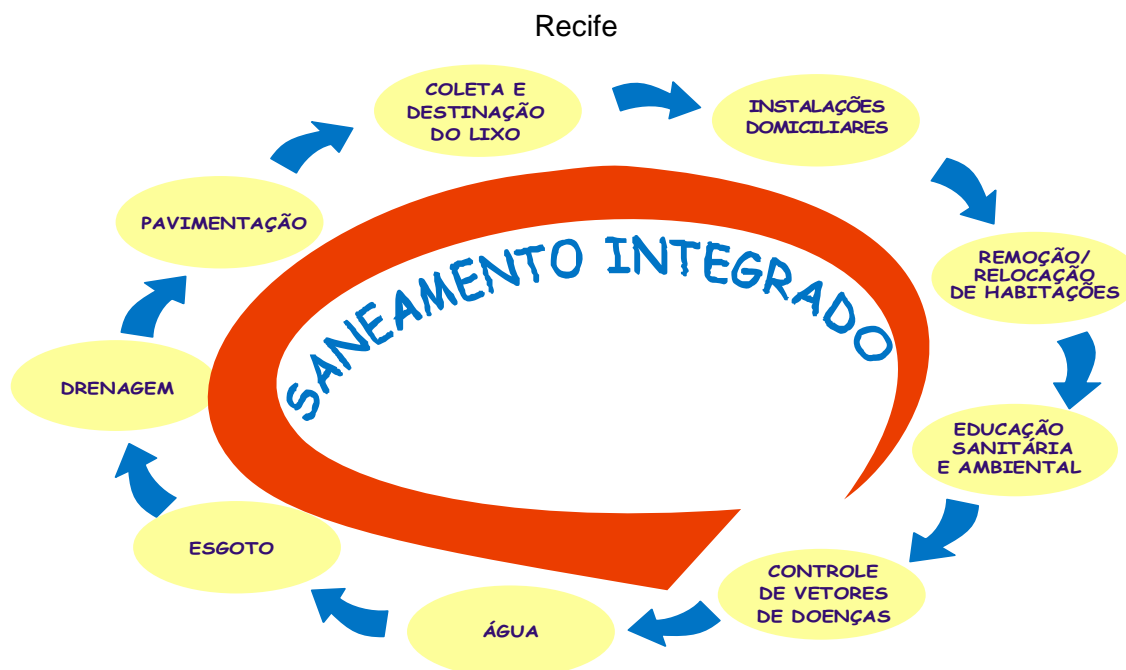 Recife
COLETA E
DESTINAÇÃO
DO LIXO
INSTALAÇÕES
DOMICILIARES
PAVIMENTAÇÃO
REMOÇÃO/
RELOCAÇÃO
DE HABITAÇÕES
SANEAMENTO INTEGRADO
DRENAGEM
EDUCAÇÃO
SANITÁRIA
E AMBIENTAL
ESGOTO
CONTROLE
DE VETORES
DE DOENÇAS
ÁGUA